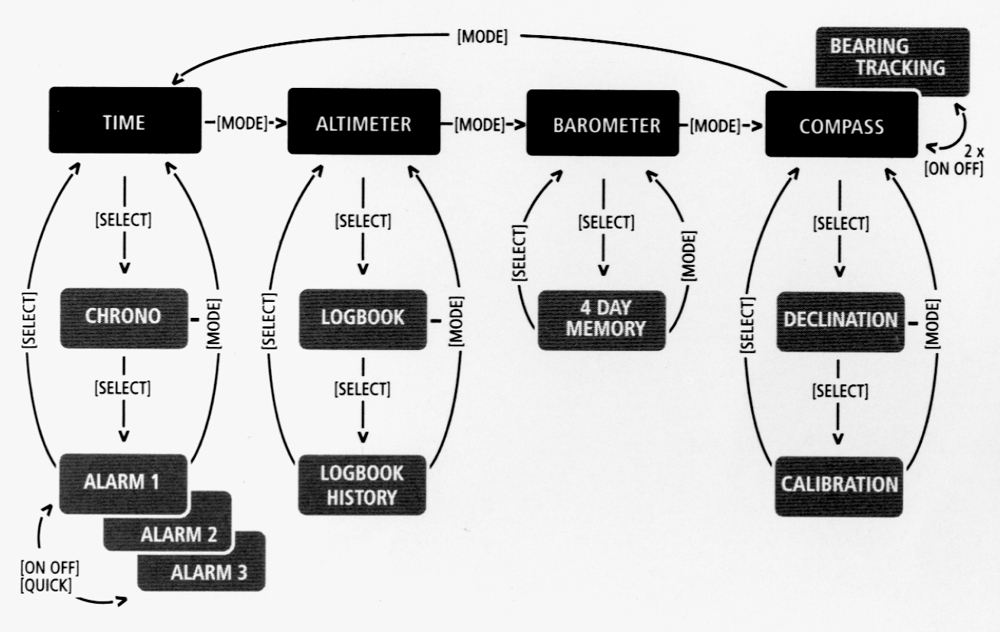 [MODE]
BEARING
TRACKING
TIME
[MODE]
ALTIMETER
[MODE]
BAROMETER
[MODE]
COMPASS
2 x
[ON OFF]
[SELECT]
[SELECT]
[SELECT]
[SELECT]
[SELECT]
[MODE]
[SELECT]
CHRONO
[MODE]
[SELECT]
LOGBOOK
[MODE]
4 DAY
MEMORY
[SELECT]
DECLINATION
[MODE]
[SELECT]
[SELECT]
[SELECT]
ALARM 1
LOGBOOK
HISTORY
CALIBRATION
ALARM 2
ALARM 3
[ON OFF]
[QUICK]